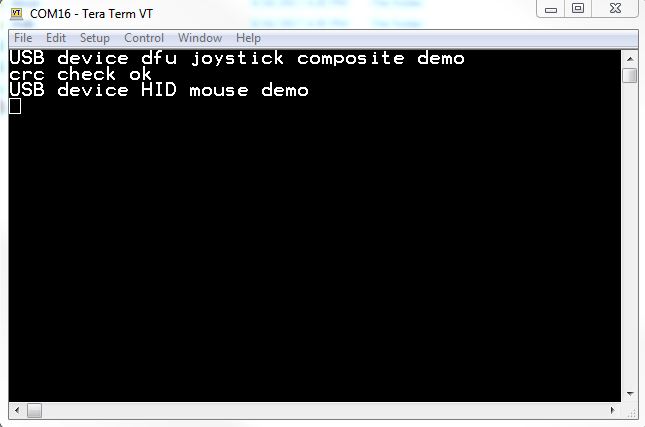 COM16 - Tera Term VT
File Edit Setup Control Window Help
USB device dfu joystick composite demo
crc check ok
USB device HID mouse demo